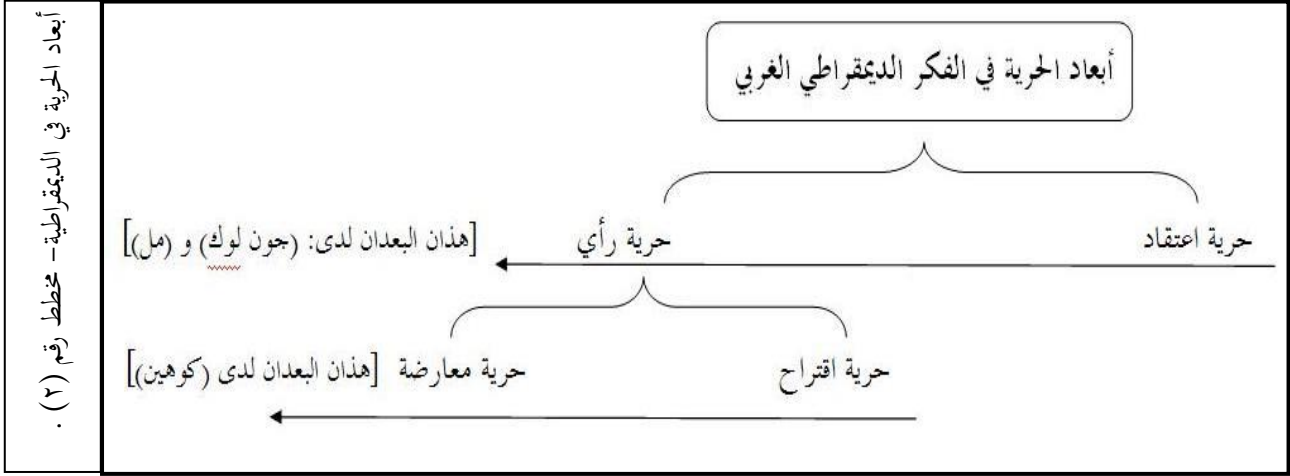 أبعاد الحرية في الفكر الديمقراطي الغربي
حرية اعتقاد حرية رأي [هذان البعدان لدى: (جون لوك) و (مل)]
حرية اقتراح حرية معارضة [هذان البعدان لدى (كوهين)]
أبعاد الحرية في الديمقراطية– مخطط رقم (٢) .